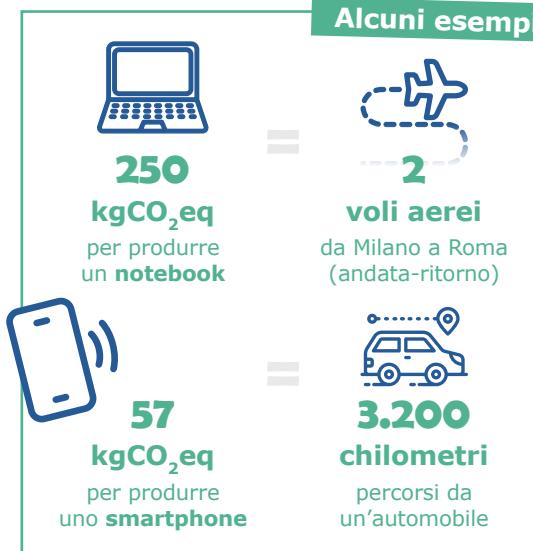 Alcuni esempi
250
kgCO₂eq
per produrre
un notebook
=
2
voli aerei
da Milano a Roma
(andata-ritorno)
57
kgCO₂eq
per produrre
uno smartphone
=
3.200
chilometri
percorsi da
un'automobile